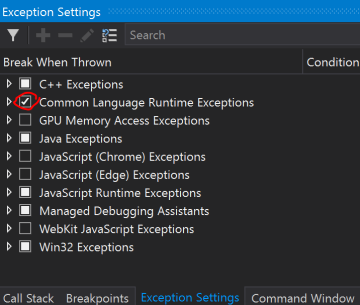 Exception Settings
Search
Break When Thrown Condition
C++ Exceptions
Common Language Runtime Exceptions
GPU Memory Access Exceptions
Java Exceptions
JavaScript (Chrome) Exceptions
JavaScript (Edge) Exceptions
JavaScript Runtime Exceptions
Managed Debugging Assistants
WebKit JavaScript Exceptions
Win32 Exceptions
Call Stack Breakpoints Exception Settings Command Window